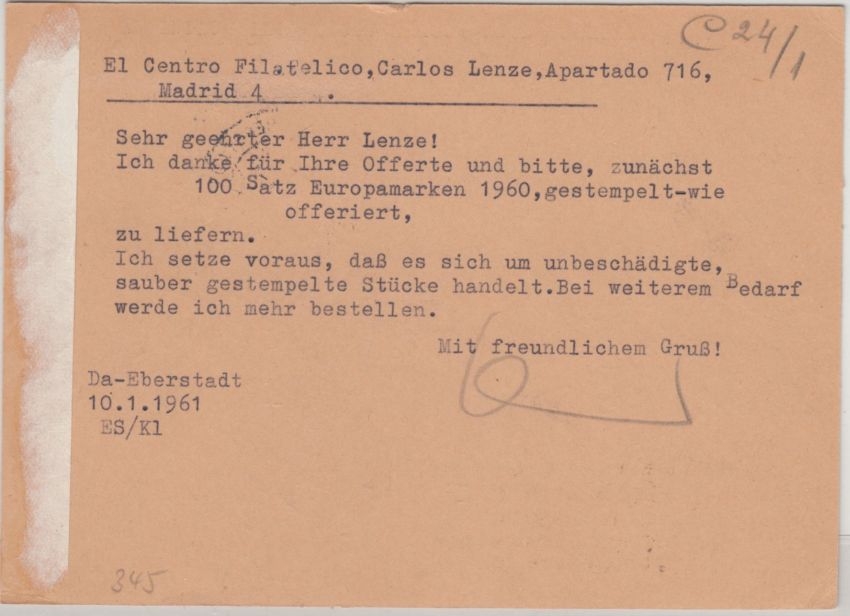 C 24/1
El Centro Filatelico,Carlos Lenze,Apartado 716,
Madrid 4 .
Sehr geehrter Herr Lenze!
Ich danke für Ihre Offerte und bitte, zunächst
100 Satz Europamarken 1960,gestempelt-wie
offeriert,
zu liefern.
Ich setze voraus, daß es sich um unbeschädigte,
sauber gestempelte Stücke handelt.Bei weiterem Bedarf
werde ich mehr bestellen.
Mit freundlichem Gruß!
Da-Eberstadt
10.1.1961
ES/Kl
345